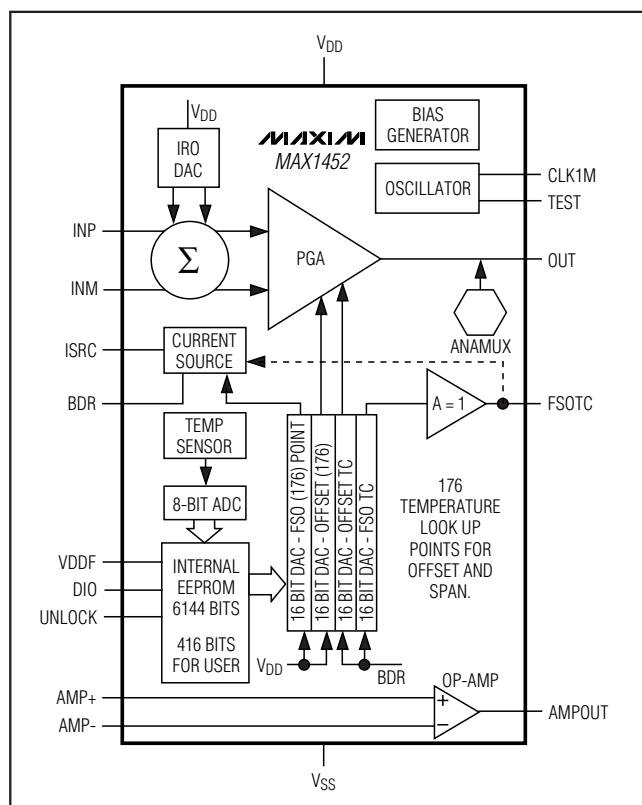 VDD
VDD
BIAS
GENERATOR
MAXIM
MAX1452
IRO
DAC
OSCILLATOR
CLK1M
TEST
INP
INM
Σ
PGA
OUT
ANAMUX
ISRC
BDR
CURRENT
SOURCE
A = 1
FSOTC
TEMP
SENSOR
8-BIT ADC
16 BIT DAC - FSO (176) POINT
16 BIT DAC - OFFSET (176)
16 BIT DAC - OFFSET TC
16 BIT DAC - FSO TC
176
TEMPERATURE
LOOK UP
POINTS FOR
OFFSET AND
SPAN.
VDDF
DIO
UNLOCK
INTERNAL
EEPROM
6144 BITS
416 BITS
FOR USER
VDD
BDR
OP-AMP
AMP+
AMP-
+
−
AMPOUT
VSS